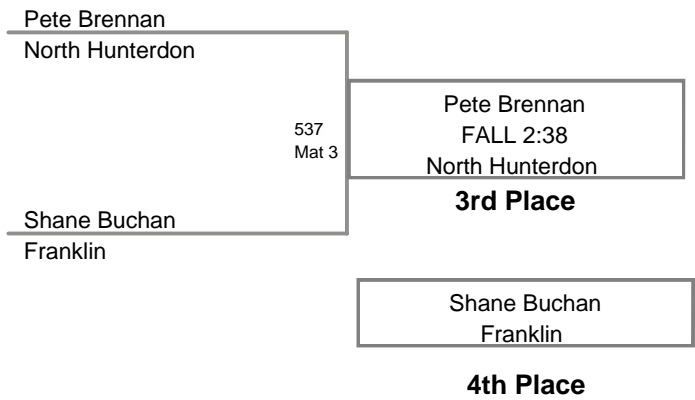 Pete Brennan
North Hunterdon
537
Mat 3
Pete Brennan
FALL 2:38
North Hunterdon
3rd Place
Shane Buchan
Franklin
Shane Buchan
Franklin
4th Place